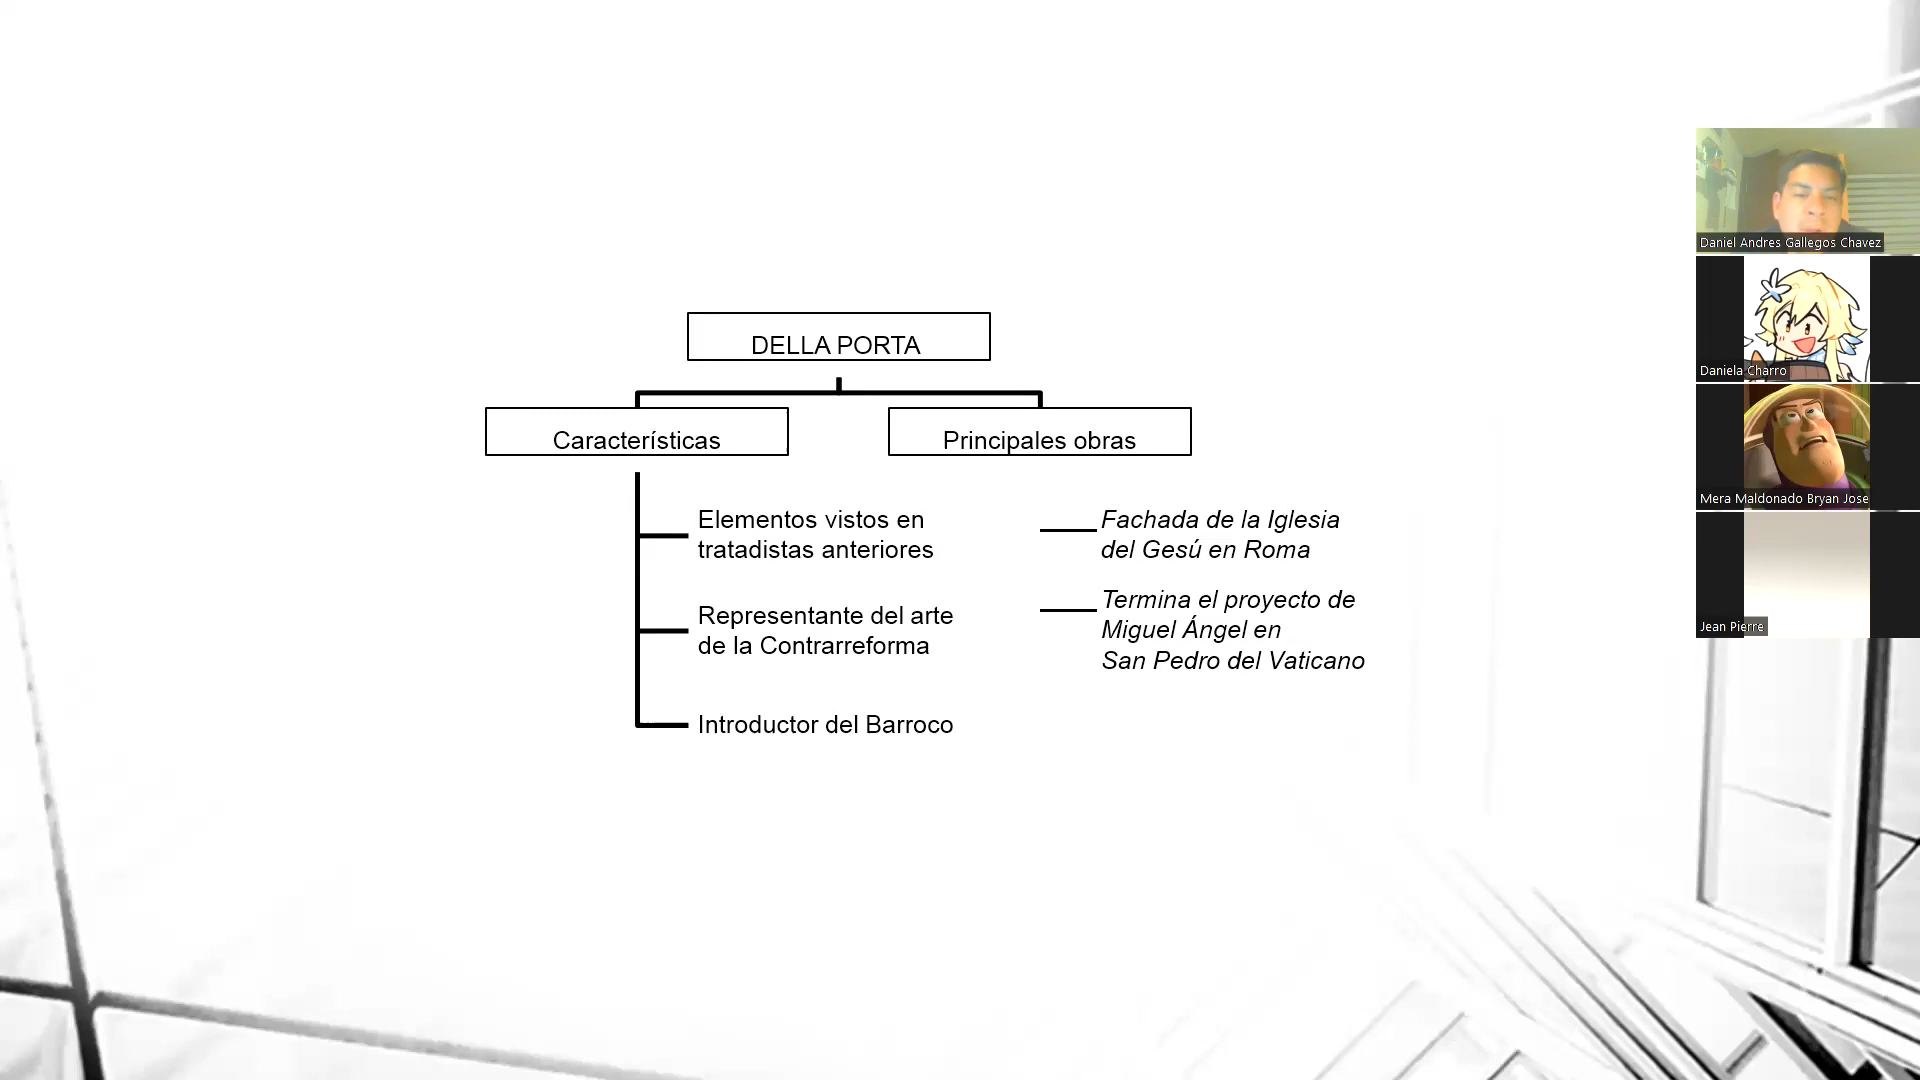 DELLA PORTA
Características
Principales obras
Elementos vistos en
tratadistas anteriores
Representante del arte
de la Contrarreforma
Introductor del Barroco
Fachada de la Iglesia
del Gesú en Roma
Termina el proyecto de
Miguel Ángel en
San Pedro del Vaticano
Daniel Andres Gallegos Chavez
Daniela Charro
Mera Maldonado Bryan Jose
Jean Pierre